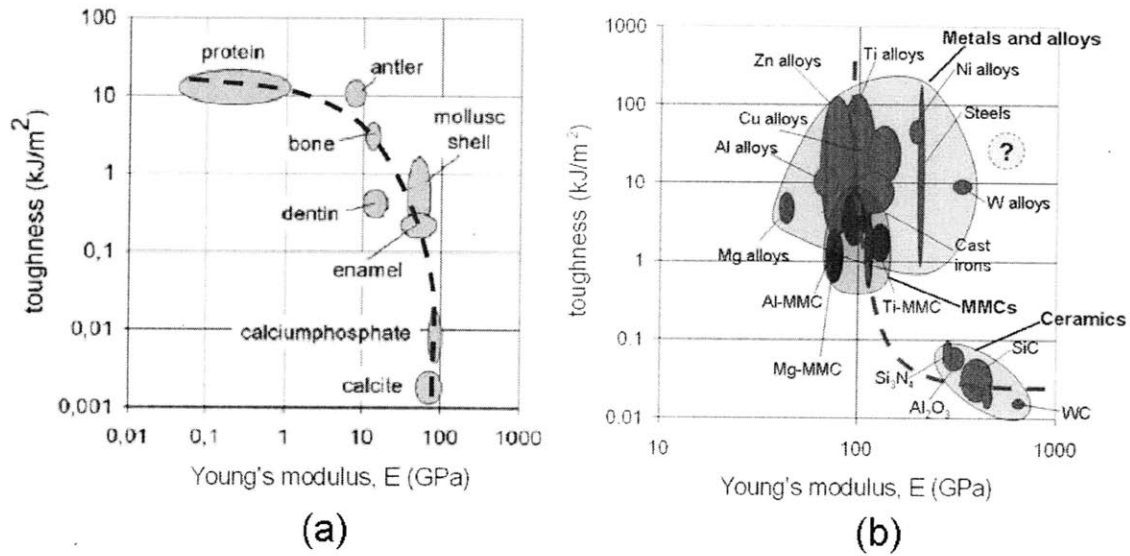 100
10
1
0,1
0,01
0,001
toughness (kJ/m²)
protein
antler
bone
mollusc
shell
dentin
enamel
calciumphosphate
calcite
0,01 0,1 1 10 100 1000
Young's modulus, E (GPa)
(a)
1000
100
10
1
0.1
0.01
toughness (kJ/m²)
Metals and alloys
Zn alloys
Ti alloys
Ni alloys
Cu alloys
Steels
Al alloys
?
W alloys
Mg alloys
Cast
irons
Al-MMC
Ti-MMC
MMCs
Ceramics
Mg-MMC
SiC
Si₃N₄
Al₂O₃
WC
10 100 1000
Young's modulus, E (GPa)
(b)